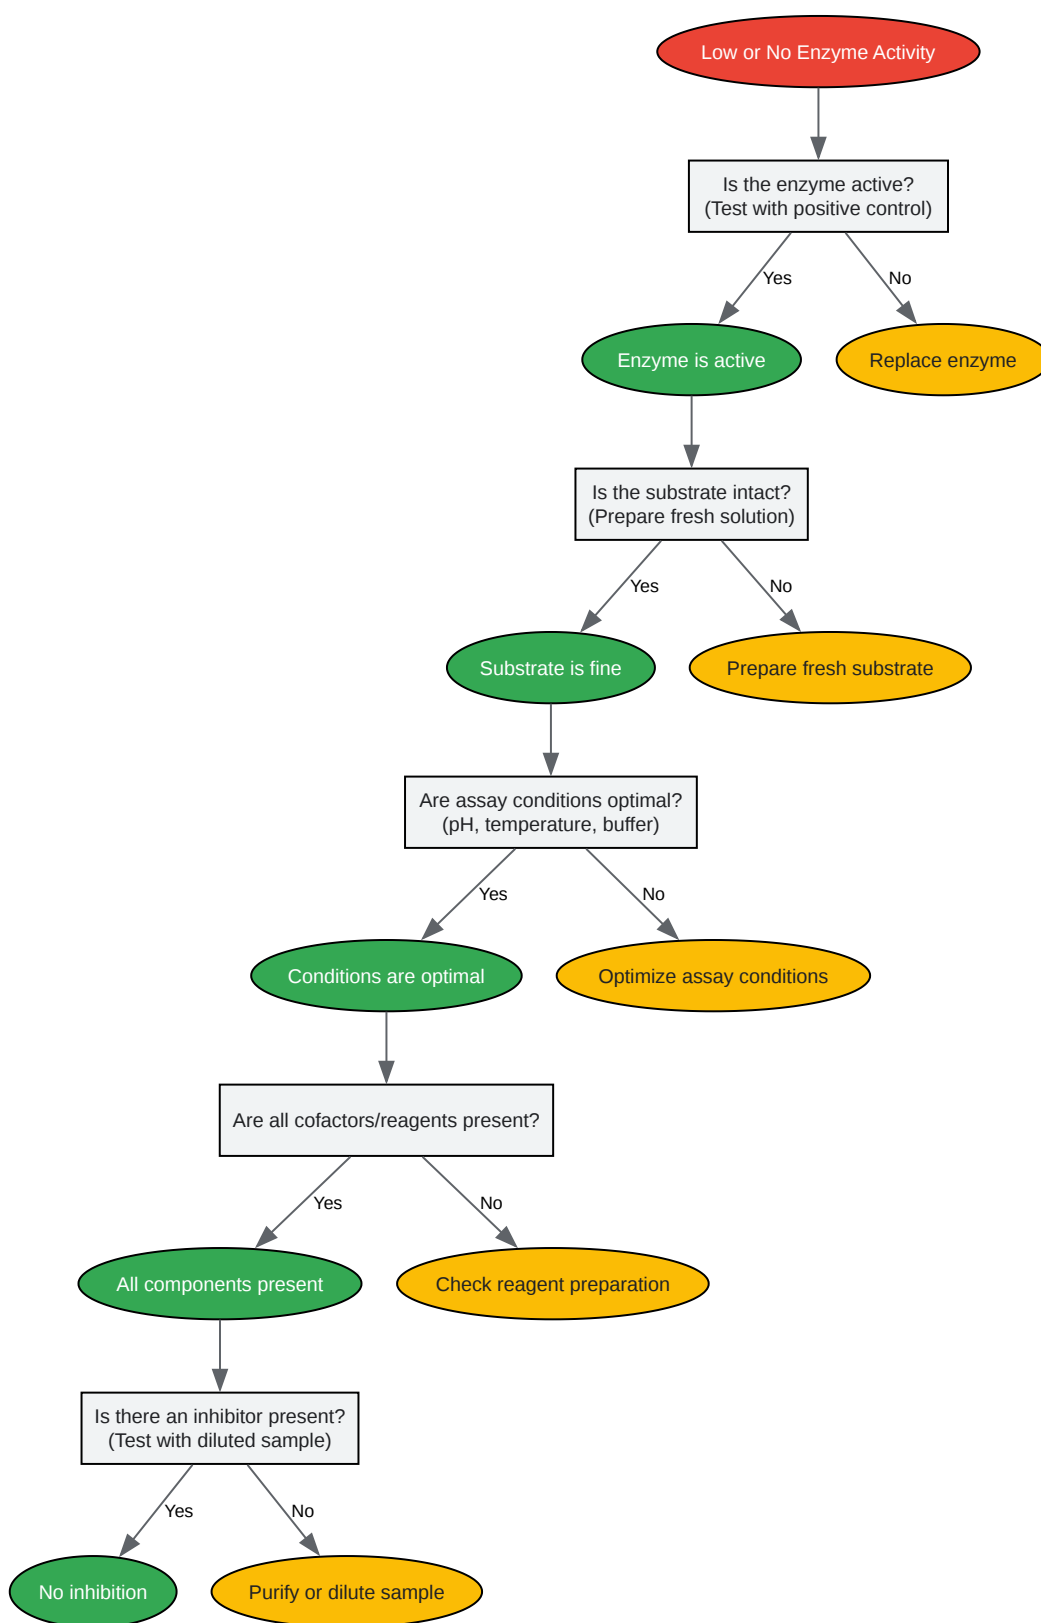 Low or No Enzyme Activity
Is the enzyme active?
(Test with positive control)
Yes
No
Enzyme is active
Replace enzyme
Is the substrate intact?
(Prepare fresh solution)
Yes
No
Substrate is fine
Prepare fresh substrate
Are assay conditions optimal?
(pH, temperature, buffer)
Yes
No
Conditions are optimal
Optimize assay conditions
Are all cofactors/reagents present?
Yes
No
All components present
Check reagent preparation
Is there an inhibitor present?
(Test with diluted sample)
Yes
No
No inhibition
Purify or dilute sample